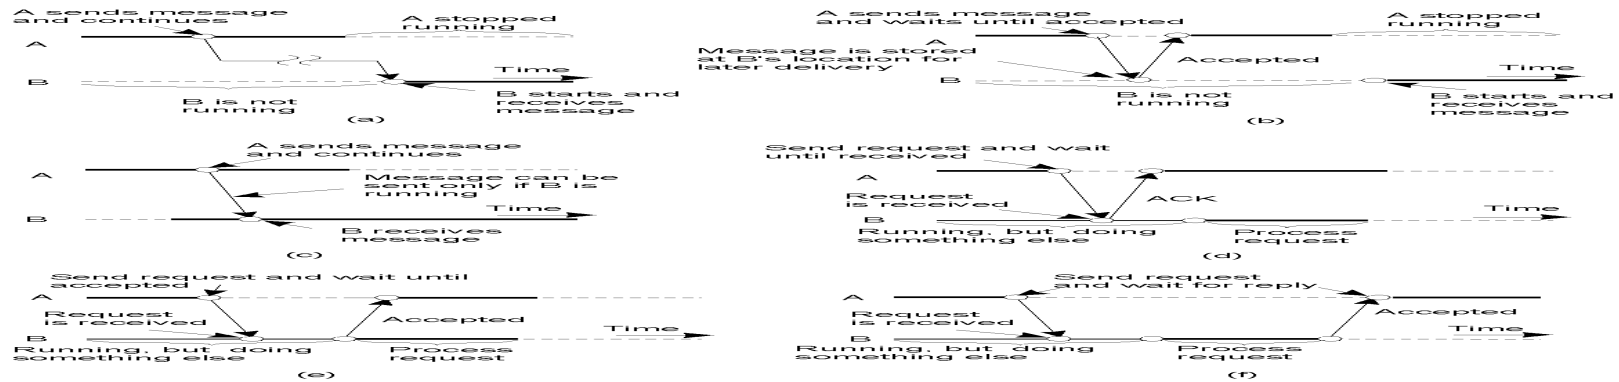 A sends message
and continues
A stopped
running
A
B
Time
B is not
running
B starts and
receives
message
(a)
A sends message
and waits until accepted
A stopped
running
A
Message is stored
at B's location for
later delivery
Accepted
B
Time
B is not
running
B starts and
receives
message
(b)
A sends message
and continues
A
Message can be
sent only if B is
running
Time
B
B receives
message
(c)
Send request and wait
until received
A
Request
is received
ACK
Time
B
Running, but doing
something else
Process
request
(d)
Send request and wait until
accepted
A
Request
is received
Accepted
Time
B
Running, but doing
something else
Process
request
(e)
Send request
and wait for reply
A
Request
is received
Accepted
Time
B
Running, but doing
something else
Process
request
(f)